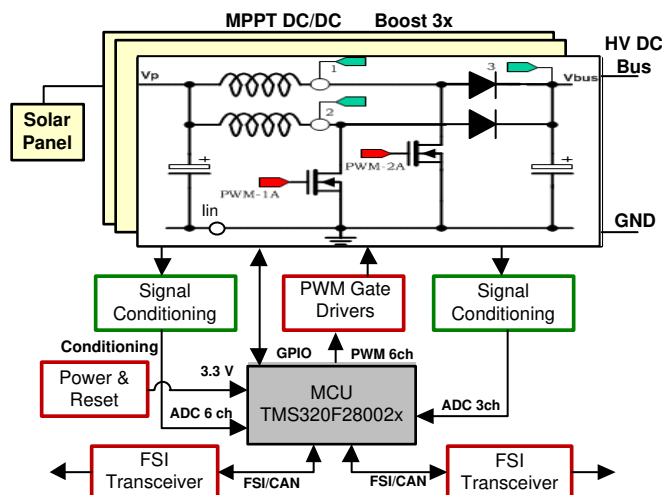 MPPT DC/DC Boost 3x
HV DC
Bus
Vp
1
3
Vbus
2
Solar
Panel
+
+
PWM-2A
PWM-1A
Iin
GND
Signal
Conditioning
PWM Gate
Drivers
Signal
Conditioning
Conditioning
GPIO
PWM 6ch
Power &
Reset
3.3 V
MCU
TMS320F28002x
ADC 6 ch
ADC 3ch
FSI
Transceiver
FSI/CAN
FSI/CAN
FSI
Transceiver